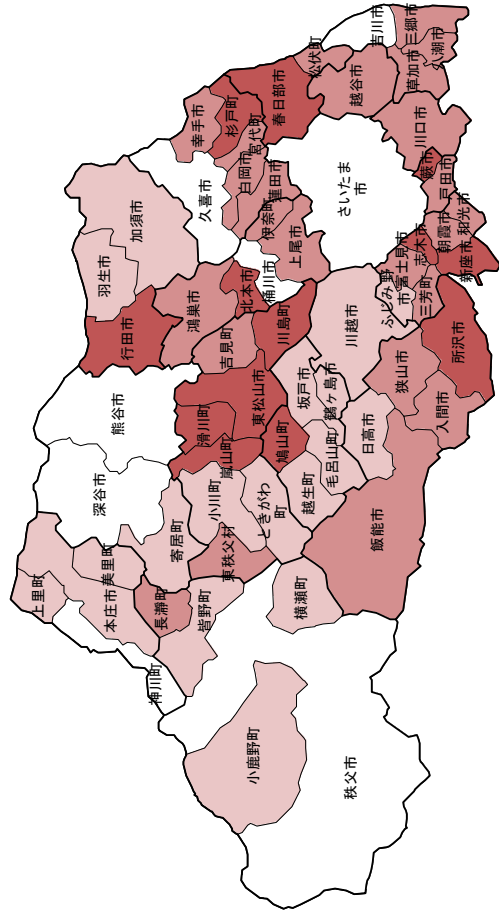 上里町
本庄市
美里町
深谷市
熊谷市
羽生市
行田市
加須市
神川町
長瀞町
寄居町
皆野町
小川町
滑川町
鴻巣市
久喜市
幸手市
東秩父村
嵐山町
吉見町
杉戸町
小鹿野町
ときがわ
町
東松山市
北本市
白岡市
宮代町
鳩山町
川島町
桶川市
伊奈町
蓮田市
春日部市
横瀬町
越生町
上尾市
坂戸市
松伏町
毛呂山町
鶴ヶ島市
さいたま
市
秩父市
川越市
越谷市
日高市
飯能市
ふじみ野
市
吉川市
狭山市
富士見市
三芳町
志木市
川口市
蕨市
草加市
三郷市
入間市
朝霞市
戸田市
八潮市
所沢市
新座市
和光市